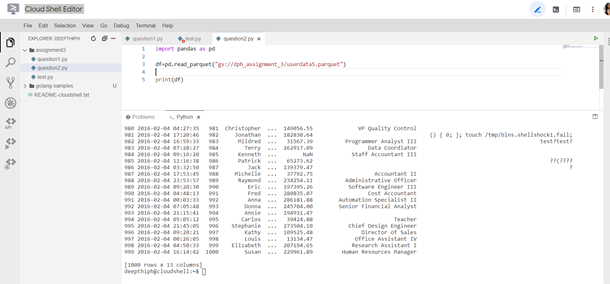 Cloud Shell Editor
File Edit Selection View Go Debug Terminal Help
EXPLORER: DEEPTHIPH
question1.py test.py question2.py ×
assignment3
question1.py
question2.py
test.py
golang-samples
README-cloudshell.txt
API
1 import pandas as pd
2
3 df=pd.read_parquet("gs://dph_assignment_3/userdata5.parquet")
4
5 print(df)
Problems Python ×
980 2016-02-04 04:27:35 981 Christopher ... 149056.55 VP Quality Control
981 2016-02-04 17:20:46 982 Jonathan ... 182830.64 () { 0; }; touch /tmp/blns.shellshock1.fail;
982 2016-02-04 16:59:33 983 Mildred ... 31567.39 Programmer Analyst III test?test?
983 2016-02-04 07:28:27 984 Terry ... 262917.09 Data Coordiator
984 2016-02-04 09:16:20 985 Kenneth ... NaN Staff Accountant III
985 2016-02-04 11:16:38 986 Patrick ... 65273.62 ??(????
986 2016-02-04 03:32:50 987 Jack ... 139379.47 ?
987 2016-02-04 17:53:45 988 Michelle ... 37792.75 Accountant II
988 2016-02-04 23:53:57 989 Raymond ... 234254.11 Administrative Officer
989 2016-02-04 09:20:30 990 Eric ... 197395.26 Software Engineer III
990 2016-02-04 04:48:13 991 Fred ... 280835.07 Cost Accountant
991 2016-02-04 00:03:33 992 Anna ... 286181.88 Automation Specialist II
992 2016-02-04 07:05:48 993 Donna ... 245704.00 Senior Financial Analyst
993 2016-02-04 21:15:41 994 Annie ... 194931.47
994 2016-02-04 05:05:12 995 Carlos ... 39424.88 Teacher
995 2016-02-04 21:45:05 996 Stephanie ... 273504.10 Chief Design Engineer
996 2016-02-04 09:20:21 997 Kathy ... 109525.48 Director of Sales
997 2016-02-04 00:26:05 998 Louis ... 13134.47 Office Assistant IV
998 2016-02-04 04:50:33 999 Elizabeth ... 207194.65 Research Assistant I
999 2016-02-04 16:14:42 1000 Susan ... 229961.89 Human Resources Manager
[1000 rows x 13 columns]
deepthiph@cloudshell:~$